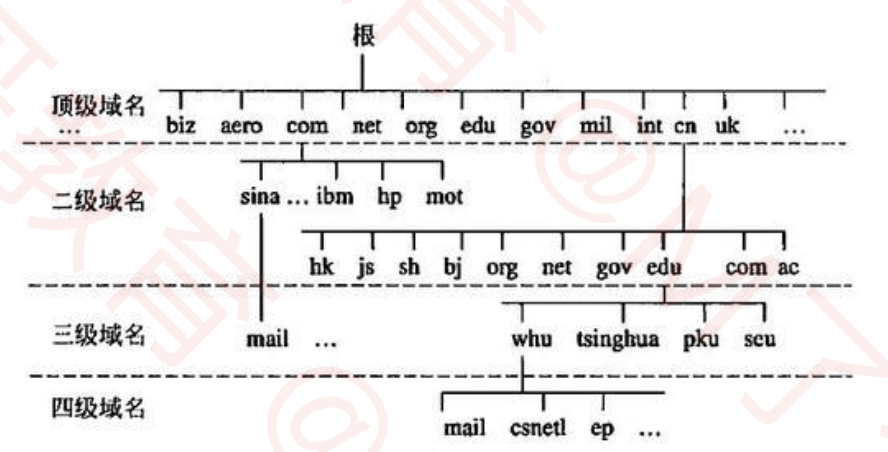 根
顶级域名
... biz aero com net org edu gov mil int cn uk ...
二级域名 sina ... ibm hp mot
hk js sh bj org net gov edu com ac
三级域名 mail ... whu tsinghua pku scu
四级域名 mail csnetl ep ...